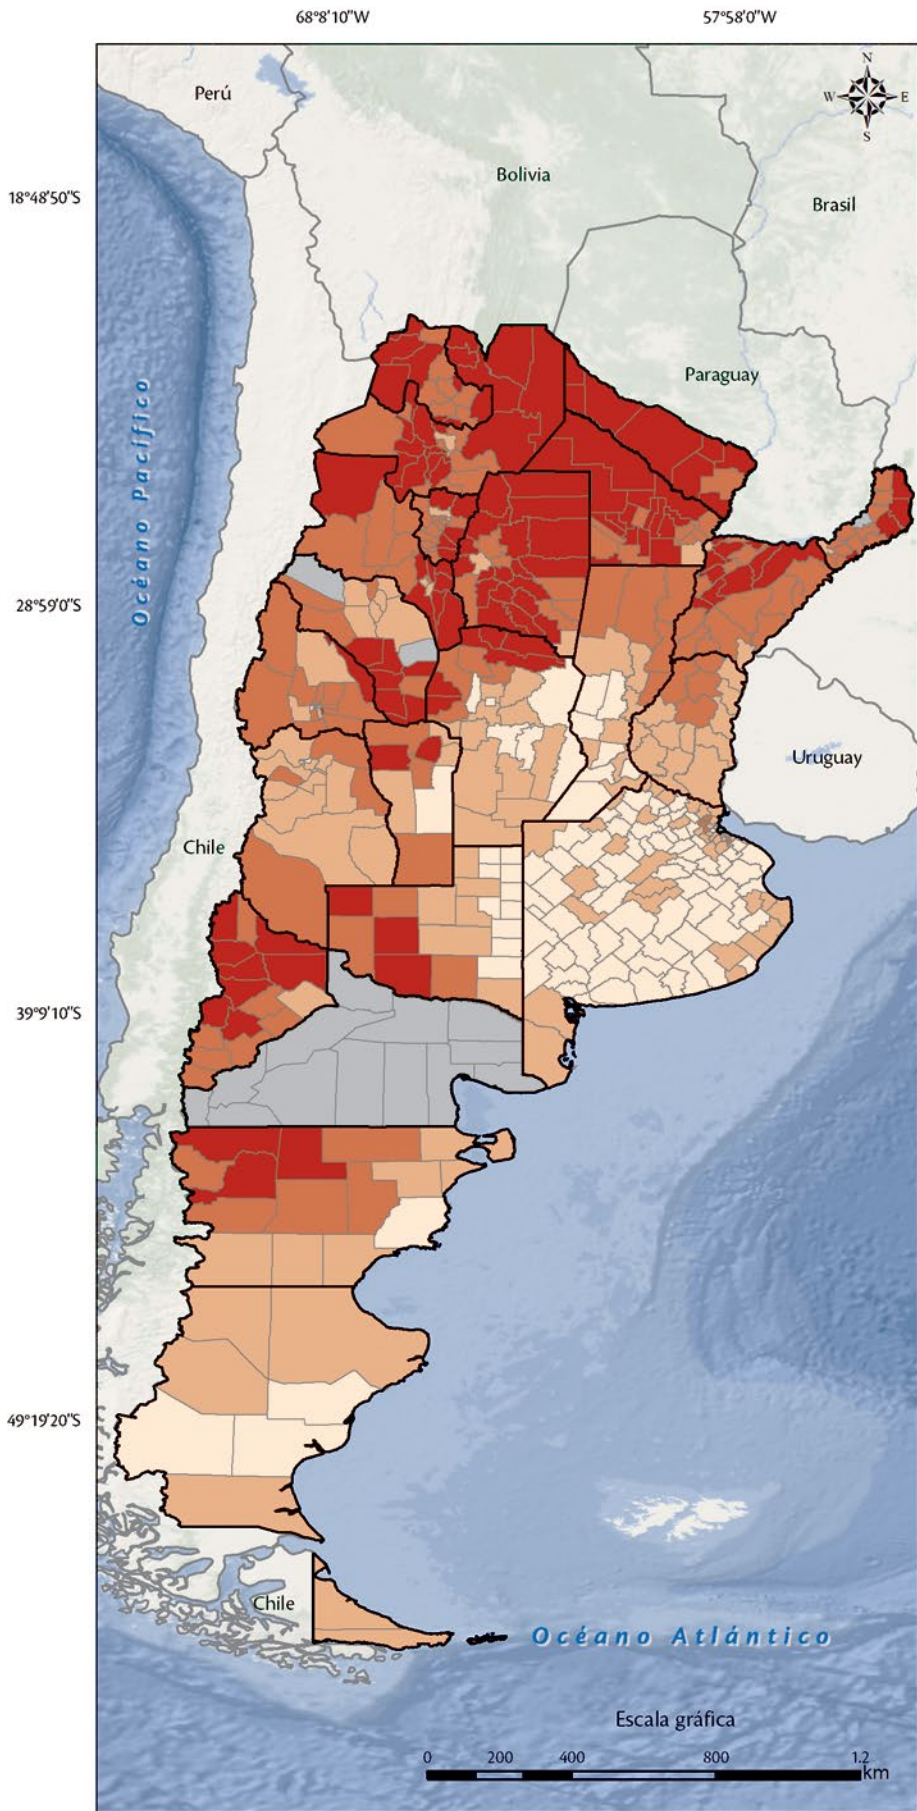 68°8'10"W 57°58'0"W
N
W E
S
Perú
18°48'50"S
Bolivia
Brasil
Paraguay
Océano Pacífico
28°59'0"S
Uruguay
Chile
39°9'10"S
49°19'20"S
Chile
Océano Atlántico
Escala gráfica
0 200 400 800 1.2
km